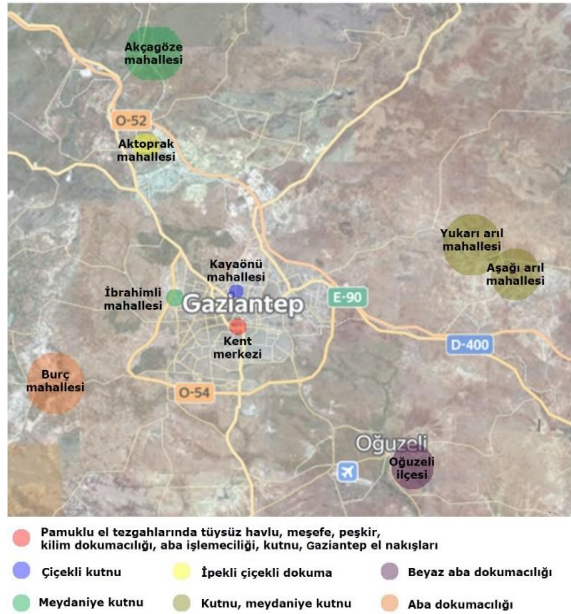 Akçagöze
mahallesi
O-52
Aktoprak
mahallesi
Yukarı arıl
mahallesi
Aşağı arıl
mahallesi
Kayaönü
mahallesi
İbrahimli
mahallesi
Gaziantep
E-90
Kent
merkezi
D-400
Burç
mahallesi
O-54
Oğuzeli
Oğuzeli
ilçesi
Pamuklu el tezgahlarında tüysüz havlu, meşefe, peşkir,
kilim dokumacılığı, aba işlemeciliği, kutnu, Gaziantep el nakışları
Çiçekli kutnu
İpekli çiçekli dokuma
Beyaz aba dokumacılığı
Meydaniye kutnu
Kutnu, meydaniye kutnu
Aba dokumacılığı